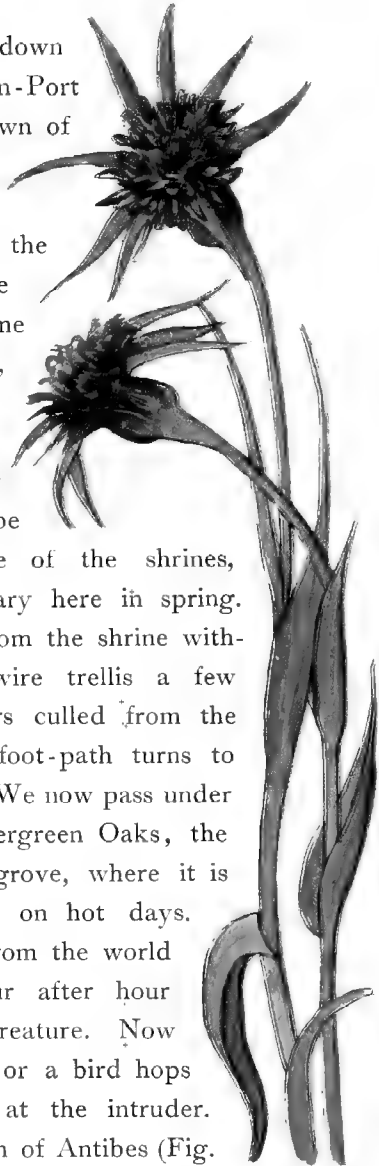 down
n-Port
wn of
the
e
ne
,
be
e of the shrines,
ary here in spring.
om the shrine with-
vire trellis a few
rs culled from the
foot-path turns to
We now pass under
ergreen Oaks, the
grove, where it is
on hot days.
rom the world
ur after hour
reature. Now
or a bird hops
at the intruder.
n of Antibes (Fig.